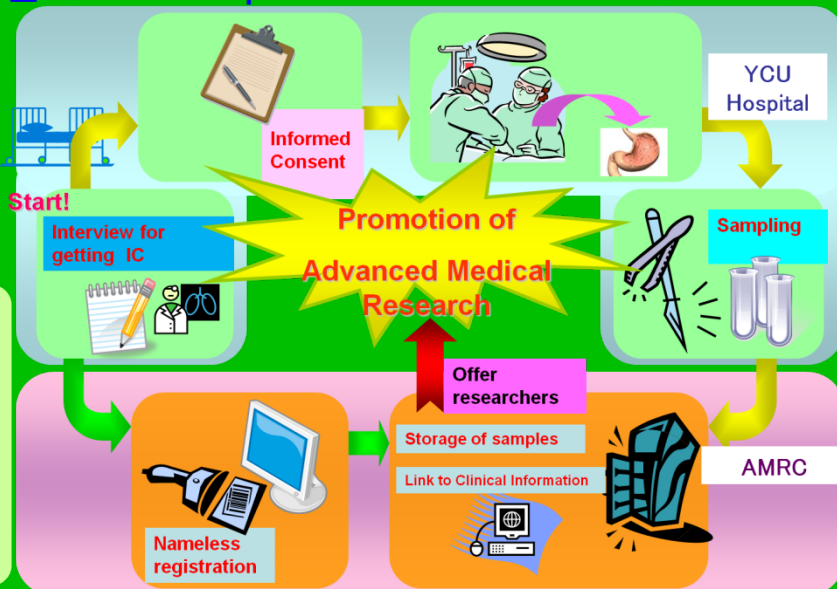 YCU
Hospital
Informed
Consent
Start!
Interview for
getting IC
Promotion of
Advanced Medical
Research
Sampling
Offer
researchers
Storage of samples
Link to Clinical Information
AMRC
Nameless
registration